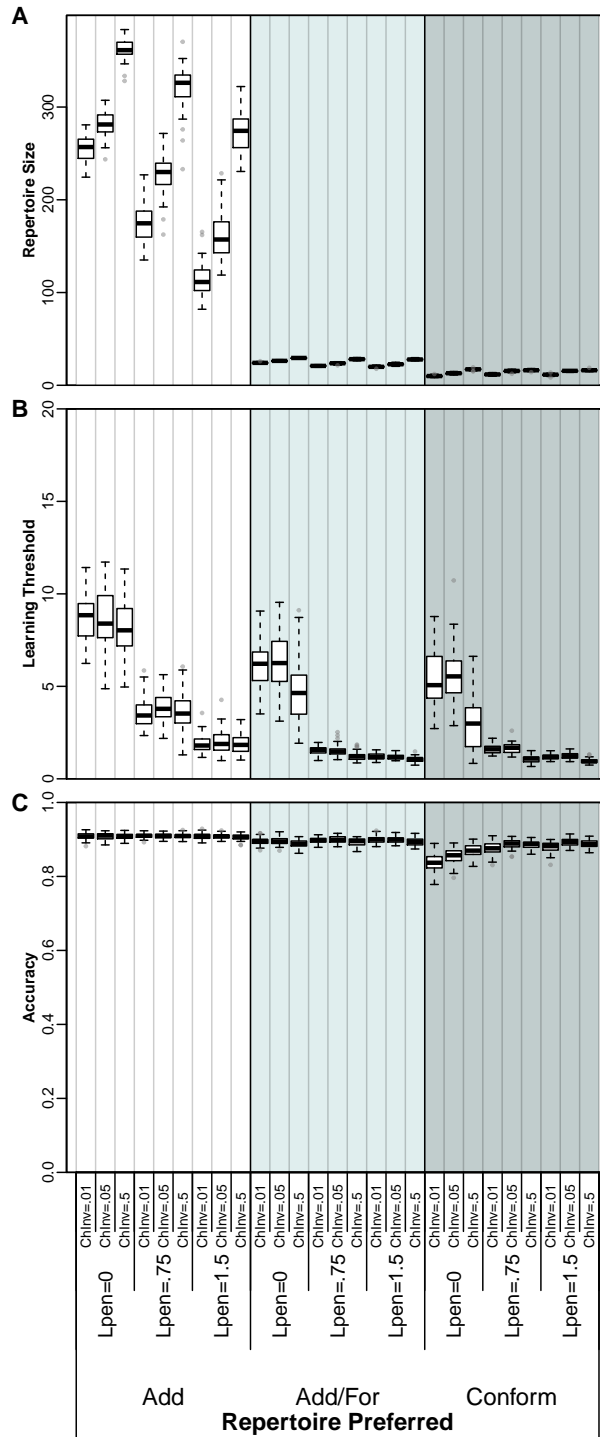 A
Repertoire Size
300
200
100
0
B
Learning Threshold
20
15
10
5
0
C
Accuracy
1.0
0.8
0.6
0.4
0.2
0.0
ChInv=.01
ChInv=.05
ChInv=.5
ChInv=.01
ChInv=.05
ChInv=.5
ChInv=.01
ChInv=.05
ChInv=.5
ChInv=.01
ChInv=.05
ChInv=.5
ChInv=.01
ChInv=.05
ChInv=.5
ChInv=.01
ChInv=.05
ChInv=.5
ChInv=.01
ChInv=.05
ChInv=.5
ChInv=.01
ChInv=.05
ChInv=.5
ChInv=.01
ChInv=.05
ChInv=.5
Lpen=0
Lpen=.75
Lpen=1.5
Lpen=0
Lpen=.75
Lpen=1.5
Lpen=0
Lpen=.75
Lpen=1.5
Add
Add/For
Conform
Repertoire Preferred